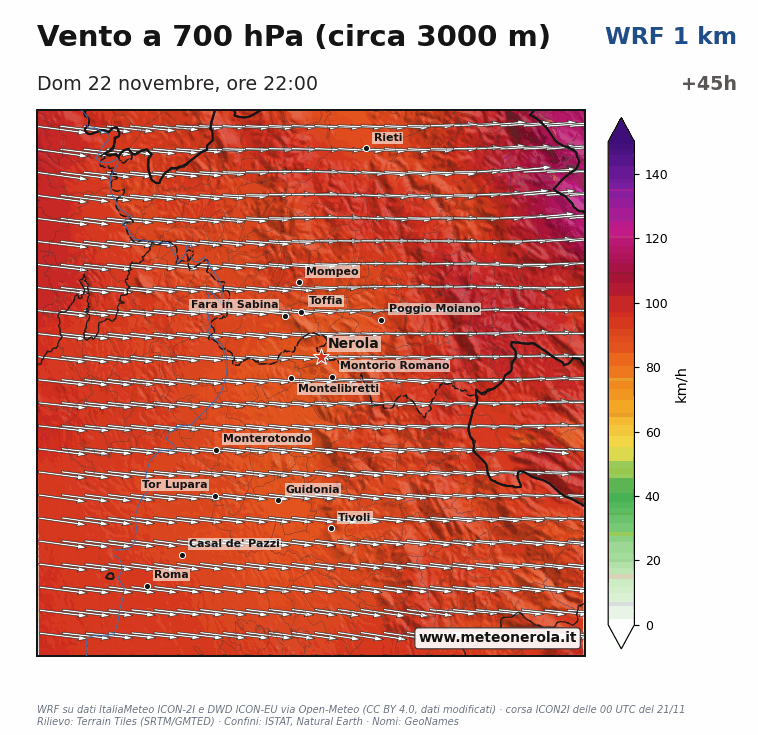 Vento a 700 hPa (circa 3000 m)
WRF 1 km
Dom 22 novembre, ore 22:00
+45h
Rieti
Mompeo
Fara in Sabina
Toffia
Poggio Moiano
Nerola
Montorio Romano
Montelibretti
Monterotondo
Tor Lupara
Guidonia
Tivoli
Casal de' Pazzi
Roma
www.meteonerola.it
140
120
100
80
60
40
20
0
km/h
WRF su dati ItaliaMeteo ICON-2I e DWD ICON-EU via Open-Meteo (CC BY 4.0, dati modificati) · corsa ICON2I delle 00 UTC del 21/11
Rilievo: Terrain Tiles (SRTM/GMTED) · Confini: ISTAT, Natural Earth · Nomi: GeoNames